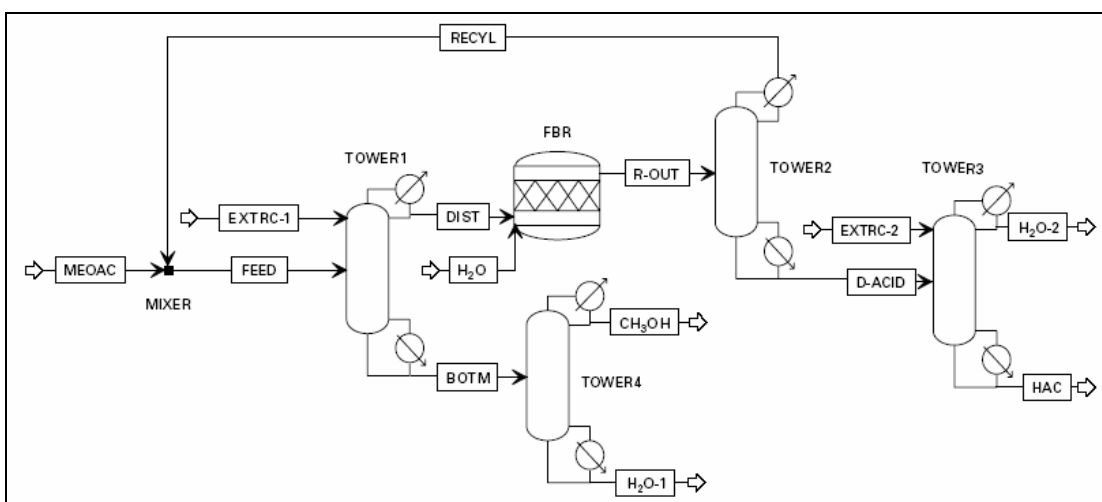 RECYL
FBR
TOWER1
TOWER2
TOWER3
R-OUT
EXTRC-1
DIST
EXTRC-2
H₂O-2
MEOAC
FEED
H₂O
D-ACID
MIXER
CH₃OH
BOTM
TOWER4
HAC
H₂O-1